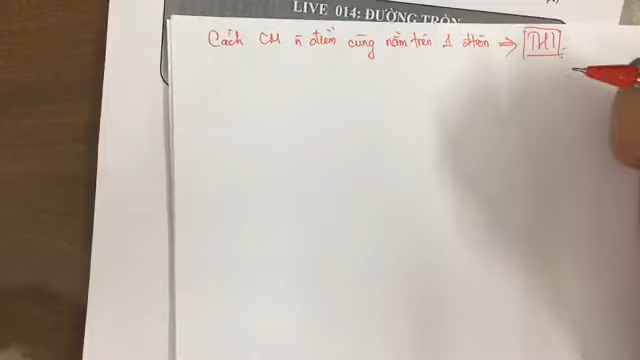 LIVE 014: ĐƯỜNG TRÒN
Cách CM n điểm cùng nằm trên 1 đtròn ⇒ TH1